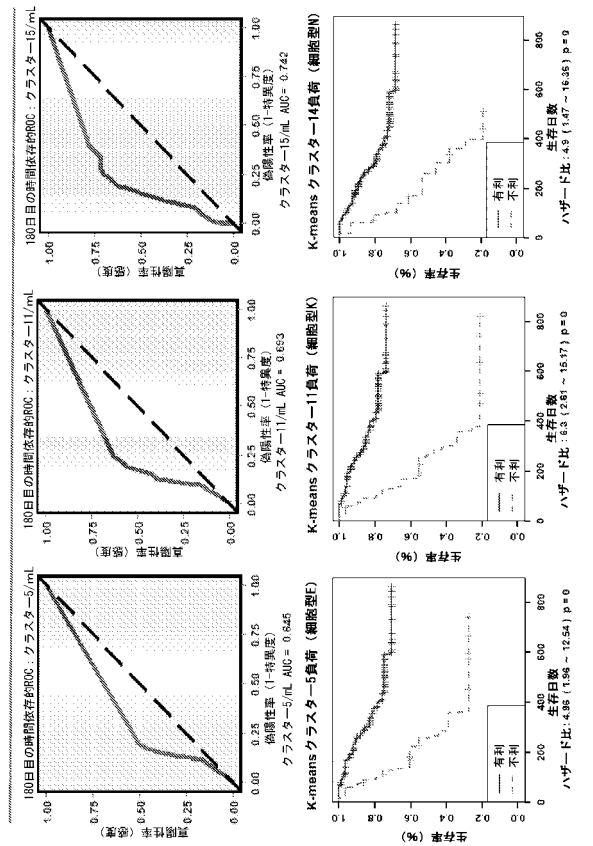 180日目の時間依存的ROC：クラスター5/mL
真陽性率 (感度)
1.00
0.75
0.50
0.25
0.00
0.00 0.25 0.50 0.75 1.00
偽陽性率 (1-特異度)
クラスター5/mL AUC = 0.645
180日目の時間依存的ROC：クラスター11/mL
真陽性率 (感度)
1.00
0.75
0.50
0.25
0.00
0.00 0.25 0.50 0.75 1.00
偽陽性率 (1-特異度)
クラスター11/mL AUC = 0.693
180日目の時間依存的ROC：クラスター15/mL
真陽性率 (感度)
1.00
0.75
0.50
0.25
0.00
0.00 0.25 0.50 0.75 1.00
偽陽性率 (1-特異度)
クラスター15/mL AUC = 0.742
K-means クラスター5負荷 (細胞型E)
生存率 (%)
1.0
0.8
0.6
0.4
0.2
0.0
有利
不利
0 200 400 600 800
生存日数
ハザード比 : 4.96 ( 1.96 ~ 12.54 ) p = 0
K-means クラスター11負荷 (細胞型K)
生存率 (%)
1.0
0.8
0.6
0.4
0.2
0.0
有利
不利
0 200 400 600 800
生存日数
ハザード比 : 6.3 ( 2.61 ~ 15.17 ) p = 0
K-means クラスター14負荷 (細胞型N)
生存率 (%)
1.0
0.8
0.6
0.4
0.2
0.0
有利
不利
0 200 400 600 800
生存日数
ハザード比 : 4.9 ( 1.47 ~ 16.35 ) p = 0